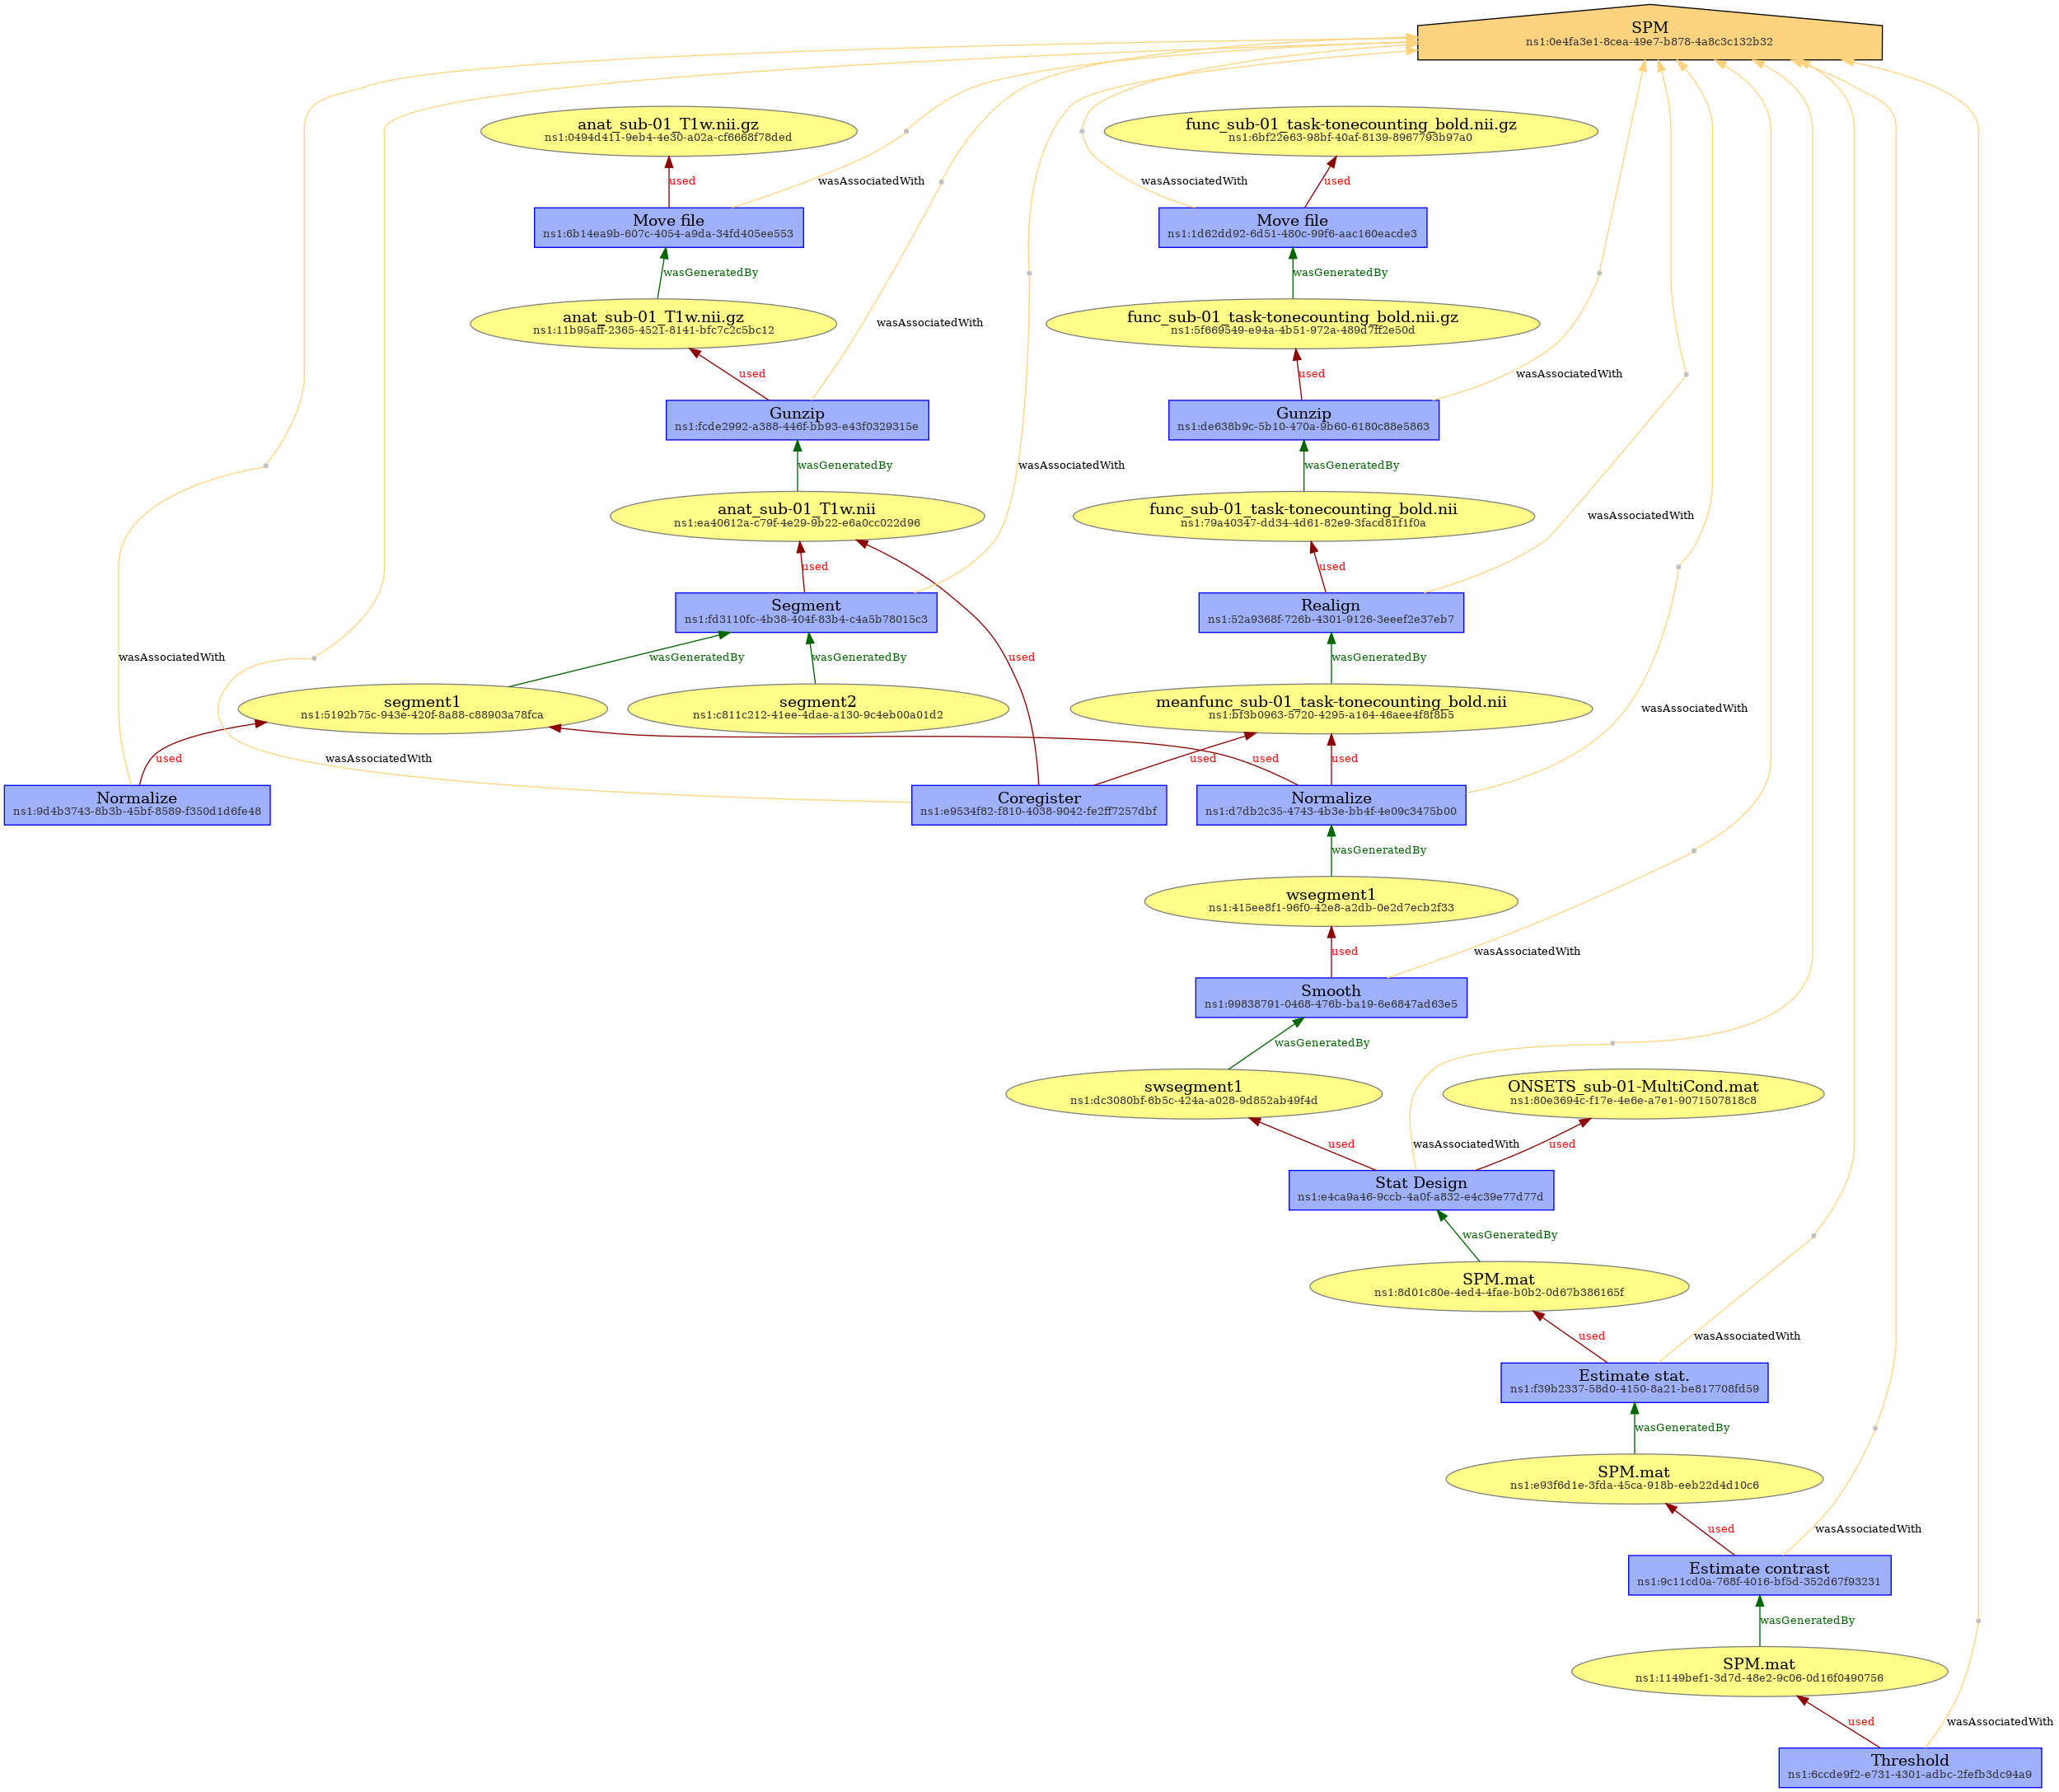 SPM
ns1:0e4fa3e1-8cea-49e7-b878-4a8c3c132b32
anat_sub-01_T1w.nii.gz
ns1:0494d411-9eb4-4e30-a02a-cf6668f78ded
func_sub-01_task-tonecounting_bold.nii.gz
ns1:6bf22e63-98bf-40af-8139-8967793b97a0
used
wasAssociatedWith
wasAssociatedWith
used
Move file
ns1:6b14ea9b-607c-4054-a9da-34fd405ee553
Move file
ns1:1d62dd92-6d51-480c-99f6-aac160eacde3
wasGeneratedBy
wasGeneratedBy
anat_sub-01_T1w.nii.gz
ns1:11b95aff-2365-4521-8141-bfc7c2c5bc12
wasAssociatedWith
func_sub-01_task-tonecounting_bold.nii.gz
ns1:5f669549-e94a-4b51-972a-489d7ff2e50d
used
used
wasAssociatedWith
Gunzip
ns1:fcde2992-a388-446f-bb93-e43f0329315e
Gunzip
ns1:de638b9c-5b10-470a-9b60-6180c88e5863
wasGeneratedBy
wasAssociatedWith
wasGeneratedBy
anat_sub-01_T1w.nii
ns1:ea40612a-c79f-4e29-9b22-e6a0cc022d96
func_sub-01_task-tonecounting_bold.nii
ns1:79a40347-dd34-4d61-82e9-3facd81f1f0a
wasAssociatedWith
used
used
Segment
ns1:fd3110fc-4b38-404f-83b4-c4a5b78015c3
Realign
ns1:52a9368f-726b-4301-9126-3eeef2e37eb7
wasAssociatedWith
wasGeneratedBy
wasGeneratedBy
used
wasGeneratedBy
segment1
ns1:5192b75c-943e-420f-8a88-c88903a78fca
segment2
ns1:c811c212-41ee-4dae-a130-9c4eb00a01d2
meanfunc_sub-01_task-tonecounting_bold.nii
ns1:bf3b0963-5720-4295-a164-46aee4f8f8b5
wasAssociatedWith
used
wasAssociatedWith
used
used
used
Normalize
ns1:9d4b3743-8b3b-45bf-8589-f350d1d6fe48
Coregister
ns1:e9534f82-f810-4038-9042-fe2ff7257dbf
Normalize
ns1:d7db2c35-4743-4b3e-bb4f-4e09c3475b00
wasGeneratedBy
wsegment1
ns1:415ee8f1-96f0-42e8-a2db-0e2d7ecb2f33
used
wasAssociatedWith
Smooth
ns1:99838791-0468-476b-ba19-6e6847ad63e5
wasGeneratedBy
swsegment1
ns1:dc3080bf-6b5c-424a-a028-9d852ab49f4d
ONSETS_sub-01-MultiCond.mat
ns1:80e3694c-f17e-4e6e-a7e1-9071507818c8
used
wasAssociatedWith
used
Stat Design
ns1:e4ca9a46-9ccb-4a0f-a832-e4c39e77d77d
wasGeneratedBy
SPM.mat
ns1:8d01c80e-4ed4-4fae-b0b2-0d67b386165f
used
wasAssociatedWith
Estimate stat.
ns1:f39b2337-58d0-4150-8a21-be817708fd59
wasGeneratedBy
SPM.mat
ns1:e93f6d1e-3fda-45ca-918b-eeb22d4d10c6
used
wasAssociatedWith
Estimate contrast
ns1:9c11cd0a-768f-4016-bf5d-352d67f93231
wasGeneratedBy
SPM.mat
ns1:1149bef1-3d7d-48e2-9c06-0d16f0490756
used
wasAssociatedWith
Threshold
ns1:6ccde9f2-e731-4301-adbc-2fefb3dc94a9